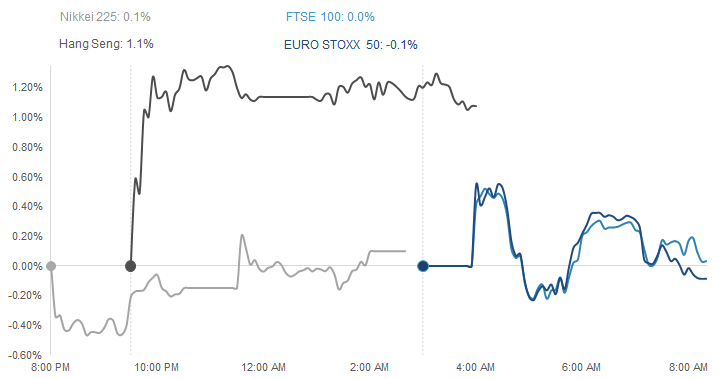 Nikkei 225: 0.1%
FTSE 100: 0.0%
Hang Seng: 1.1%
EURO STOXX 50: -0.1%
1.20%
1.00%
0.80%
0.60%
0.40%
0.20%
0.00%
-0.20%
-0.40%
-0.60%
8:00 PM 10:00 PM 12:00 AM 2:00 AM 4:00 AM 6:00 AM 8:00 AM